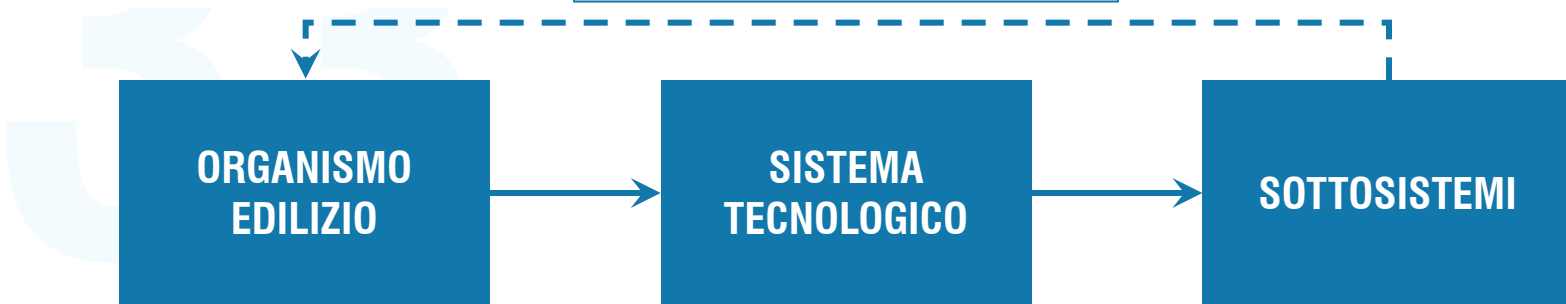 ORGANISMO
EDILIZIO
SISTEMA
TECNOLOGICO
SOTTOSISTEMI